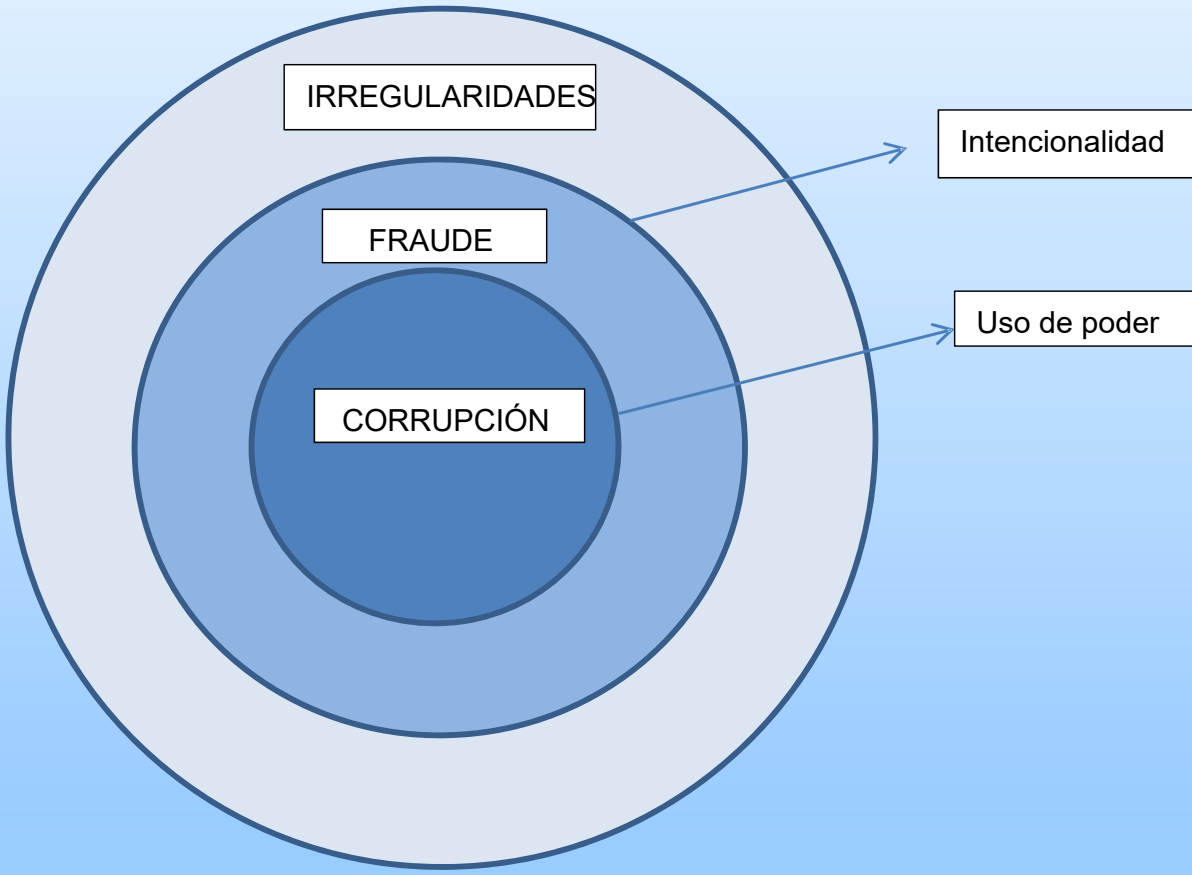 IRREGULARIDADES
Intencionalidad
FRAUDE
Uso de poder
CORRUPCIÓN